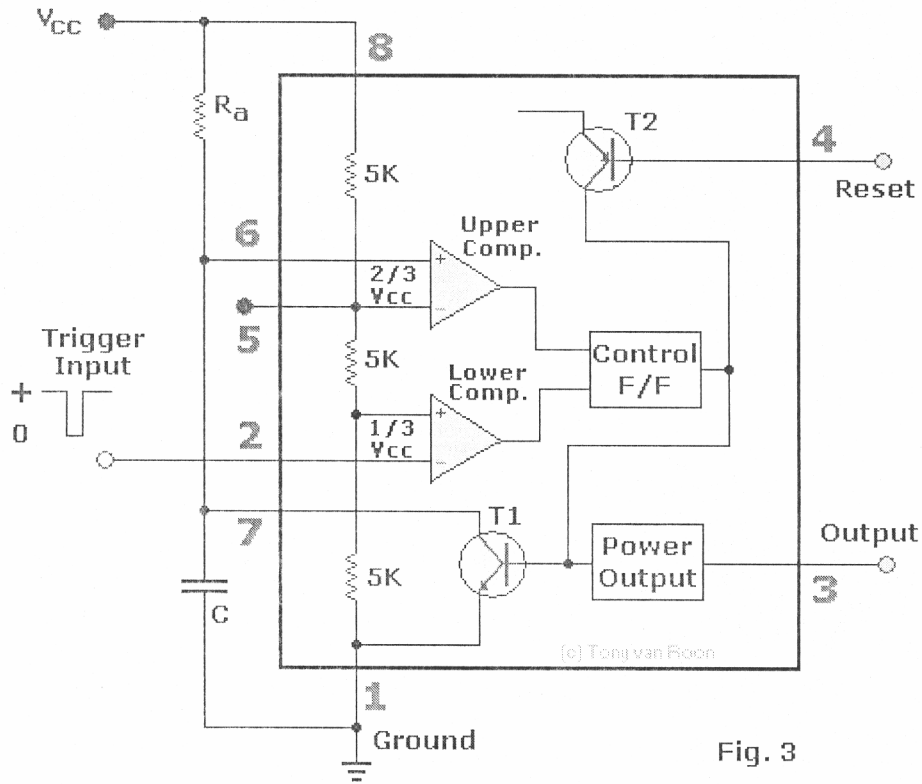 VCC
8
Ra
T2
4
Reset
5K
6
Upper
Comp.
+
2/3
Vcc
-
5
Trigger
Input
+
0
5K
Control
F/F
Lower
Comp.
+
1/3
Vcc
-
2
7
T1
Output
Power
Output
3
5K
C
(c) Tony van Roon
1
Ground
Fig. 3